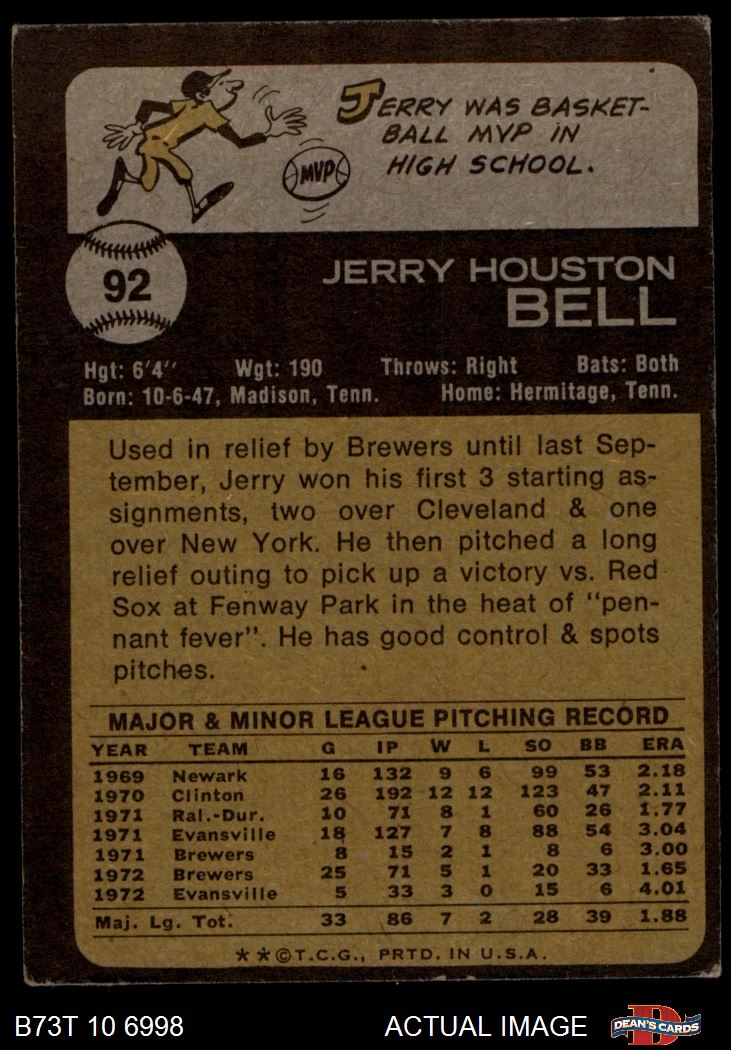 JERRY WAS BASKET-
BALL MVP IN
HIGH SCHOOL.
MVP
92
JERRY HOUSTON
BELL
Hgt: 6'4" Wgt: 190 Throws: Right Bats: Both
Born: 10-6-47, Madison, Tenn. Home: Hermitage, Tenn.
Used in relief by Brewers until last Sep-
tember, Jerry won his first 3 starting as-
signments, two over Cleveland & one
over New York. He then pitched a long
relief outing to pick up a victory vs. Red
Sox at Fenway Park in the heat of "pen-
nant fever". He has good control & spots
pitches.
MAJOR & MINOR LEAGUE PITCHING RECORD
YEAR TEAM G IP W L SO BB ERA
1969 Newark 16 132 9 6 99 53 2.18
1970 Clinton 26 192 12 12 123 47 2.11
1971 Ral.-Dur. 10 71 8 1 60 26 1.77
1971 Evansville 18 127 7 8 88 54 3.04
1971 Brewers 8 15 2 1 8 6 3.00
1972 Brewers 25 71 5 1 20 33 1.65
1972 Evansville 5 33 3 0 15 6 4.01
Maj. Lg. Tot. 33 86 7 2 28 39 1.88
**©T.C.G., PRTD. IN U.S.A.
B73T 10 6998 ACTUAL IMAGE
DEAN'S CARDS